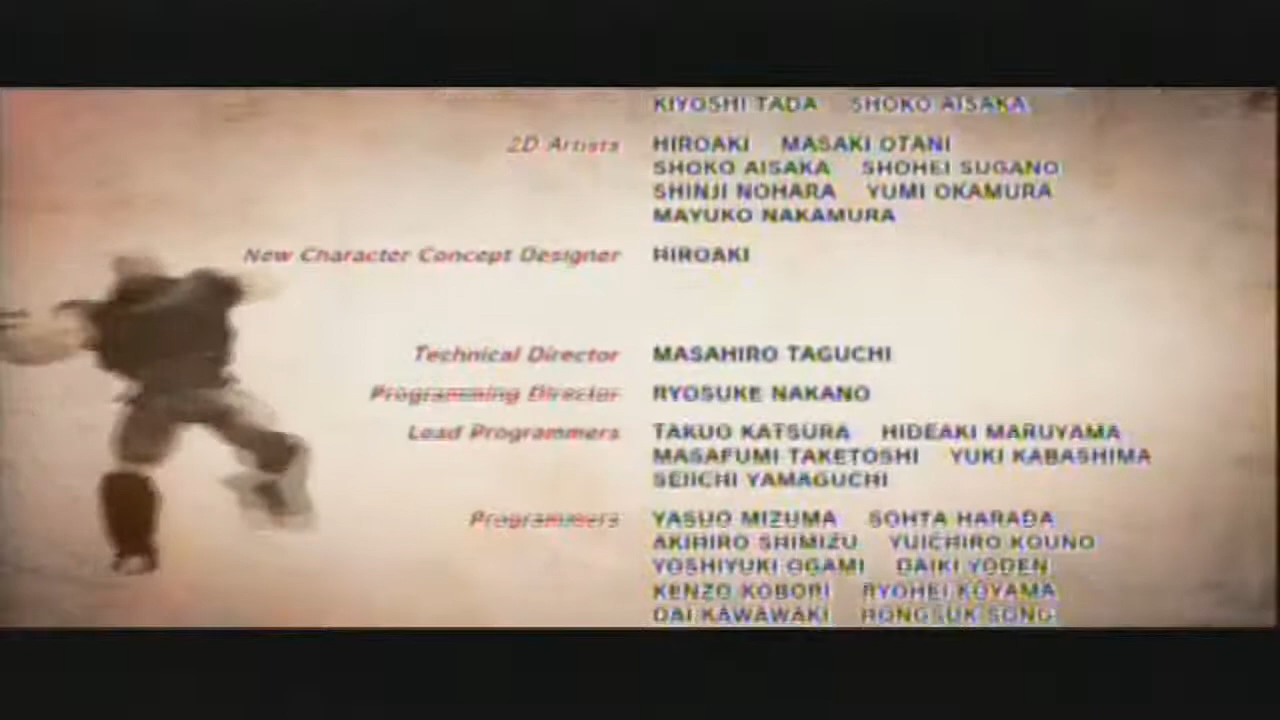 KIYOSHI TADA SHOKO AISAKA
2D Artists HIROAKI MASAKI OTANI
SHOKO AISAKA SHOHEI SUGANO
SHINJI NOHARA YUMI OKAMURA
MAYUKO NAKAMURA
New Character Concept Designer HIROAKI
Technical Director MASAHIRO TAGUCHI
Programming Director RYOSUKE NAKANO
Lead Programmers TAKUO KATSURA HIDEAKI MARUYAMA
MASAFUMI TAKETOSHI YUKI KABASHIMA
SEIICHI YAMAGUCHI
Programmers YASUO MIZUMA SOHTA HARADA
AKIHIRO SHIMIZU YUICHIRO KOUNO
YOSHIYUKI OGAMI DAIKI YODEN
KENZO KOBORI RYOHEI KOYAMA
DAI KAWAWAKI HONGSUK SONG